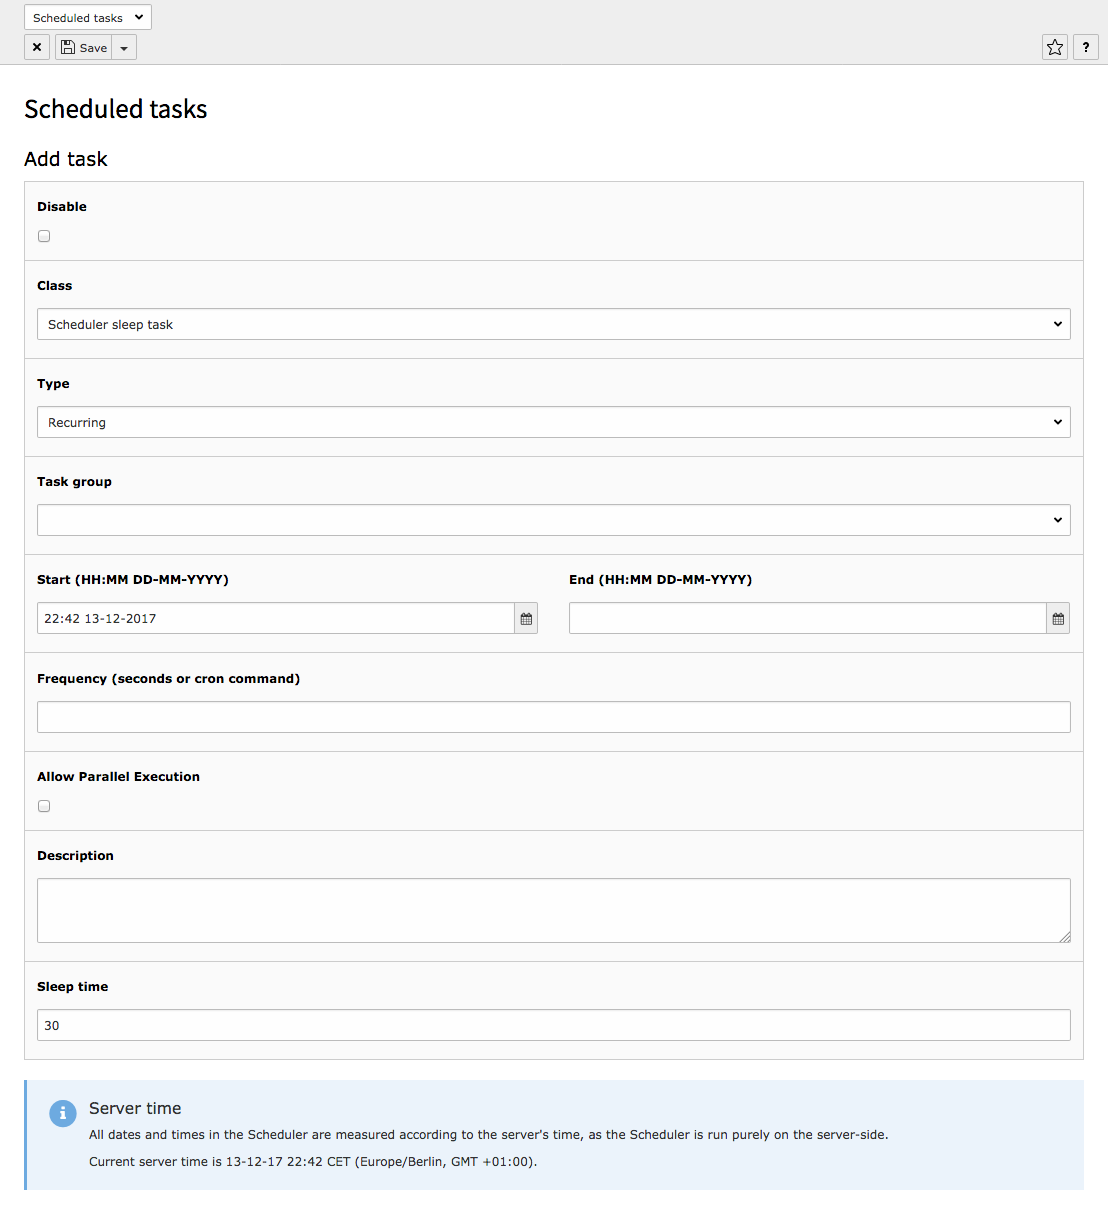 Scheduled tasks
Save
?
Scheduled tasks
Add task
Disable
Class
Scheduler sleep task
Type
Recurring
Task group
Start (HH:MM DD-MM-YYYY) End (HH:MM DD-MM-YYYY)
22:42 13-12-2017
Frequency (seconds or cron command)
Allow Parallel Execution
Description
Sleep time
30
Server time
All dates and times in the Scheduler are measured according to the server's time, as the Scheduler is run purely on the server-side.
Current server time is 13-12-17 22:42 CET (Europe/Berlin, GMT +01:00).